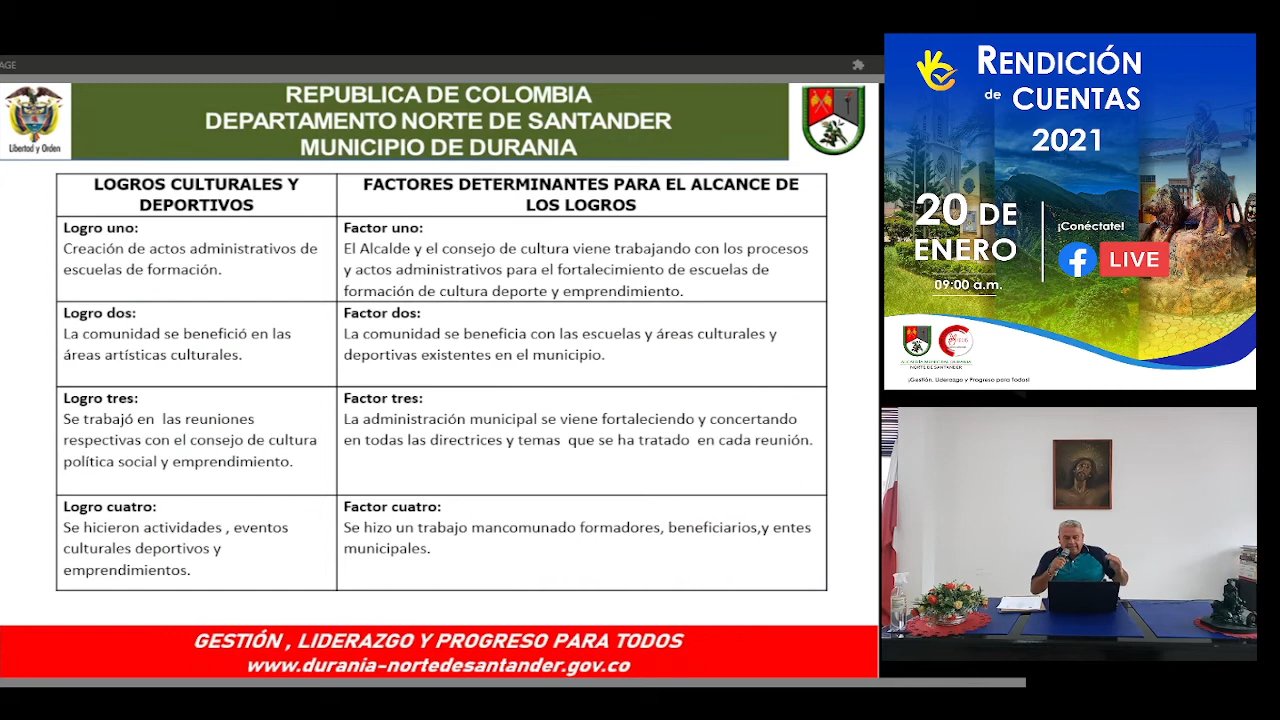 AGE
REPUBLICA DE COLOMBIA
DEPARTAMENTO NORTE DE SANTANDER
MUNICIPIO DE DURANIA
Libertad y Orden
LOGROS CULTURALES Y
DEPORTIVOS
FACTORES DETERMINANTES PARA EL ALCANCE DE
LOS LOGROS
Logro uno:
Creación de actos administrativos de
escuelas de formación.
Factor uno:
El Alcalde y el consejo de cultura viene trabajando con los procesos
y actos administrativos para el fortalecimiento de escuelas de
formación de cultura deporte y emprendimiento.
Logro dos:
La comunidad se benefició en las
áreas artísticas culturales.
Factor dos:
La comunidad se beneficia con las escuelas y áreas culturales y
deportivas existentes en el municipio.
Logro tres:
Se trabajó en las reuniones
respectivas con el consejo de cultura
política social y emprendimiento.
Factor tres:
La administración municipal se viene fortaleciendo y concertando
en todas las directrices y temas que se ha tratado en cada reunión.
Logro cuatro:
Se hicieron actividades , eventos
culturales deportivos y
emprendimientos.
Factor cuatro:
Se hizo un trabajo mancomunado formadores, beneficiarios,y entes
municipales.
GESTIÓN , LIDERAZGO Y PROGRESO PARA TODOS
www.durania-nortedesantander.gov.co
RENDICIÓN
de CUENTAS
2021
20 DE
ENERO
09:00 a.m.
¡Conéctate!
f LIVE
ALCALDÍA MUNICIPAL DURANIA
NORTE DE SANTANDER
¡Gestión, Liderazgo y Progreso para Todos!